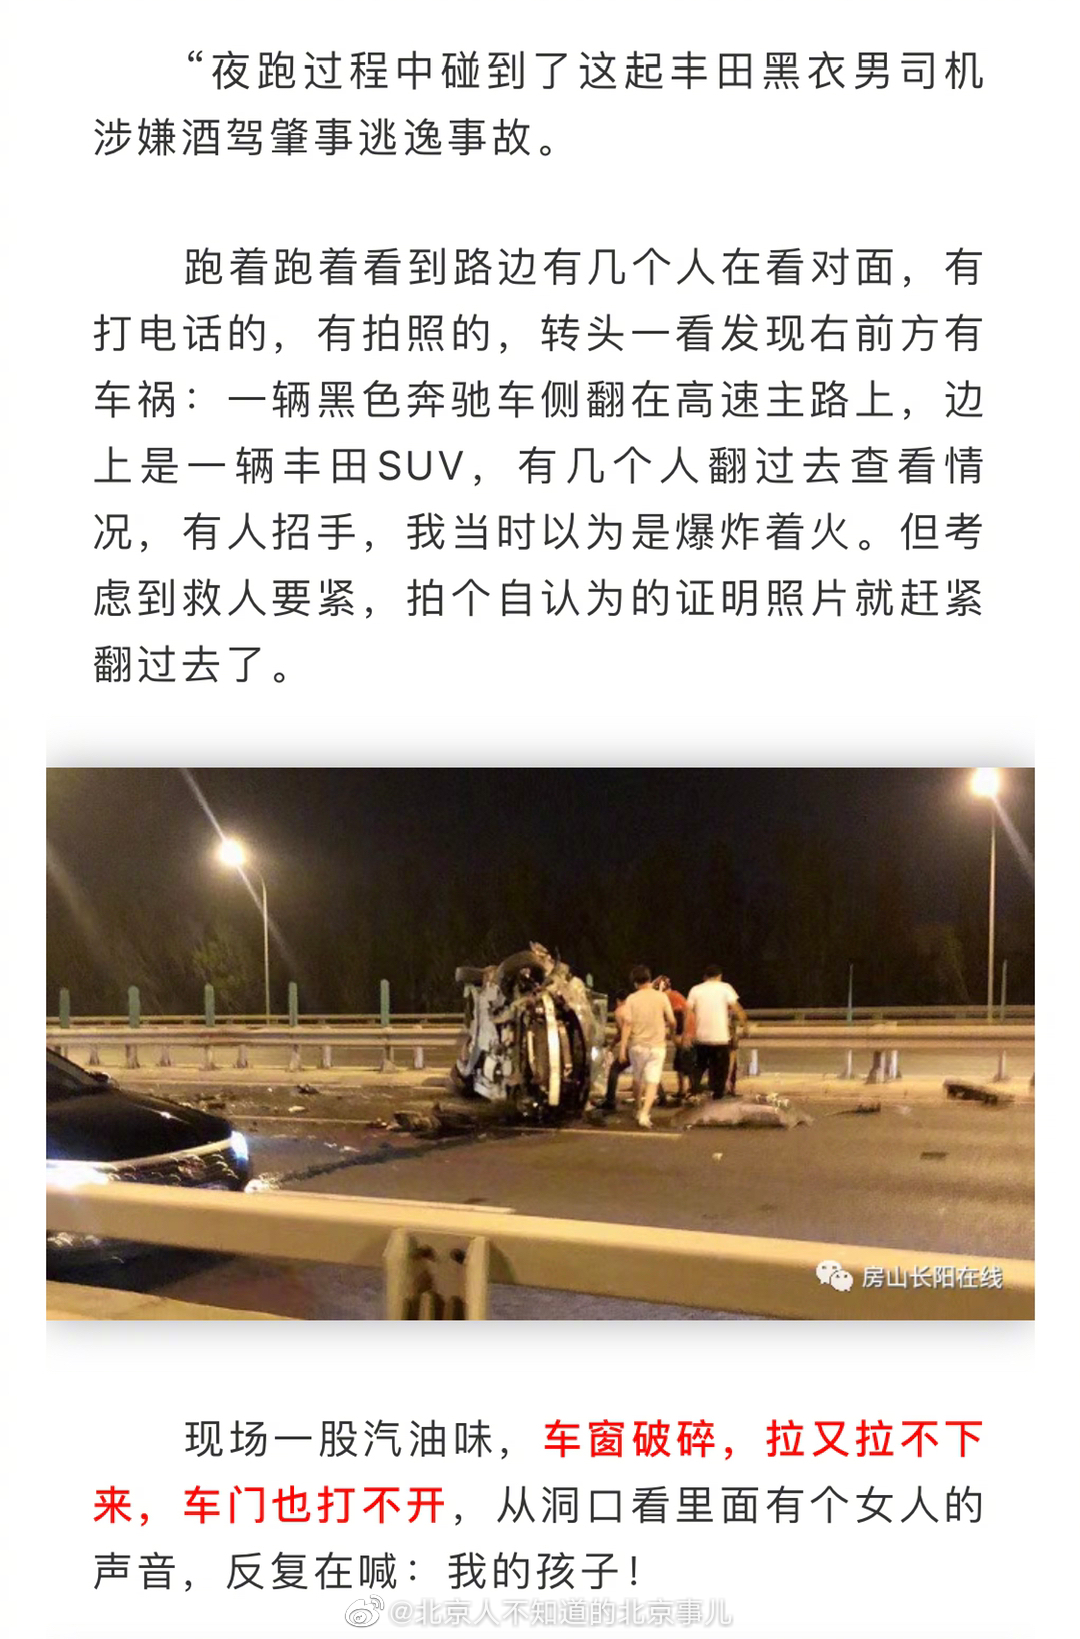 “夜跑过程中碰到了这起丰田黑衣男司机
涉嫌酒驾肇事逃逸事故。
跑着跑着看到路边有几个人在看对面，有
打电话的，有拍照的，转头一看发现右前方有
车祸：一辆黑色奔驰车侧翻在高速主路上，边
上是一辆丰田SUV，有几个人翻过去查看情
况，有人招手，我当时以为是爆炸着火。但考
虑到救人要紧，拍个自认为的证明照片就赶紧
翻过去了。
房山长阳在线
现场一股汽油味，车窗破碎，拉又拉不下
来，车门也打不开，从洞口看里面有个女人的
声音，反复在喊：我的孩子！
@北京人不知道的北京事儿